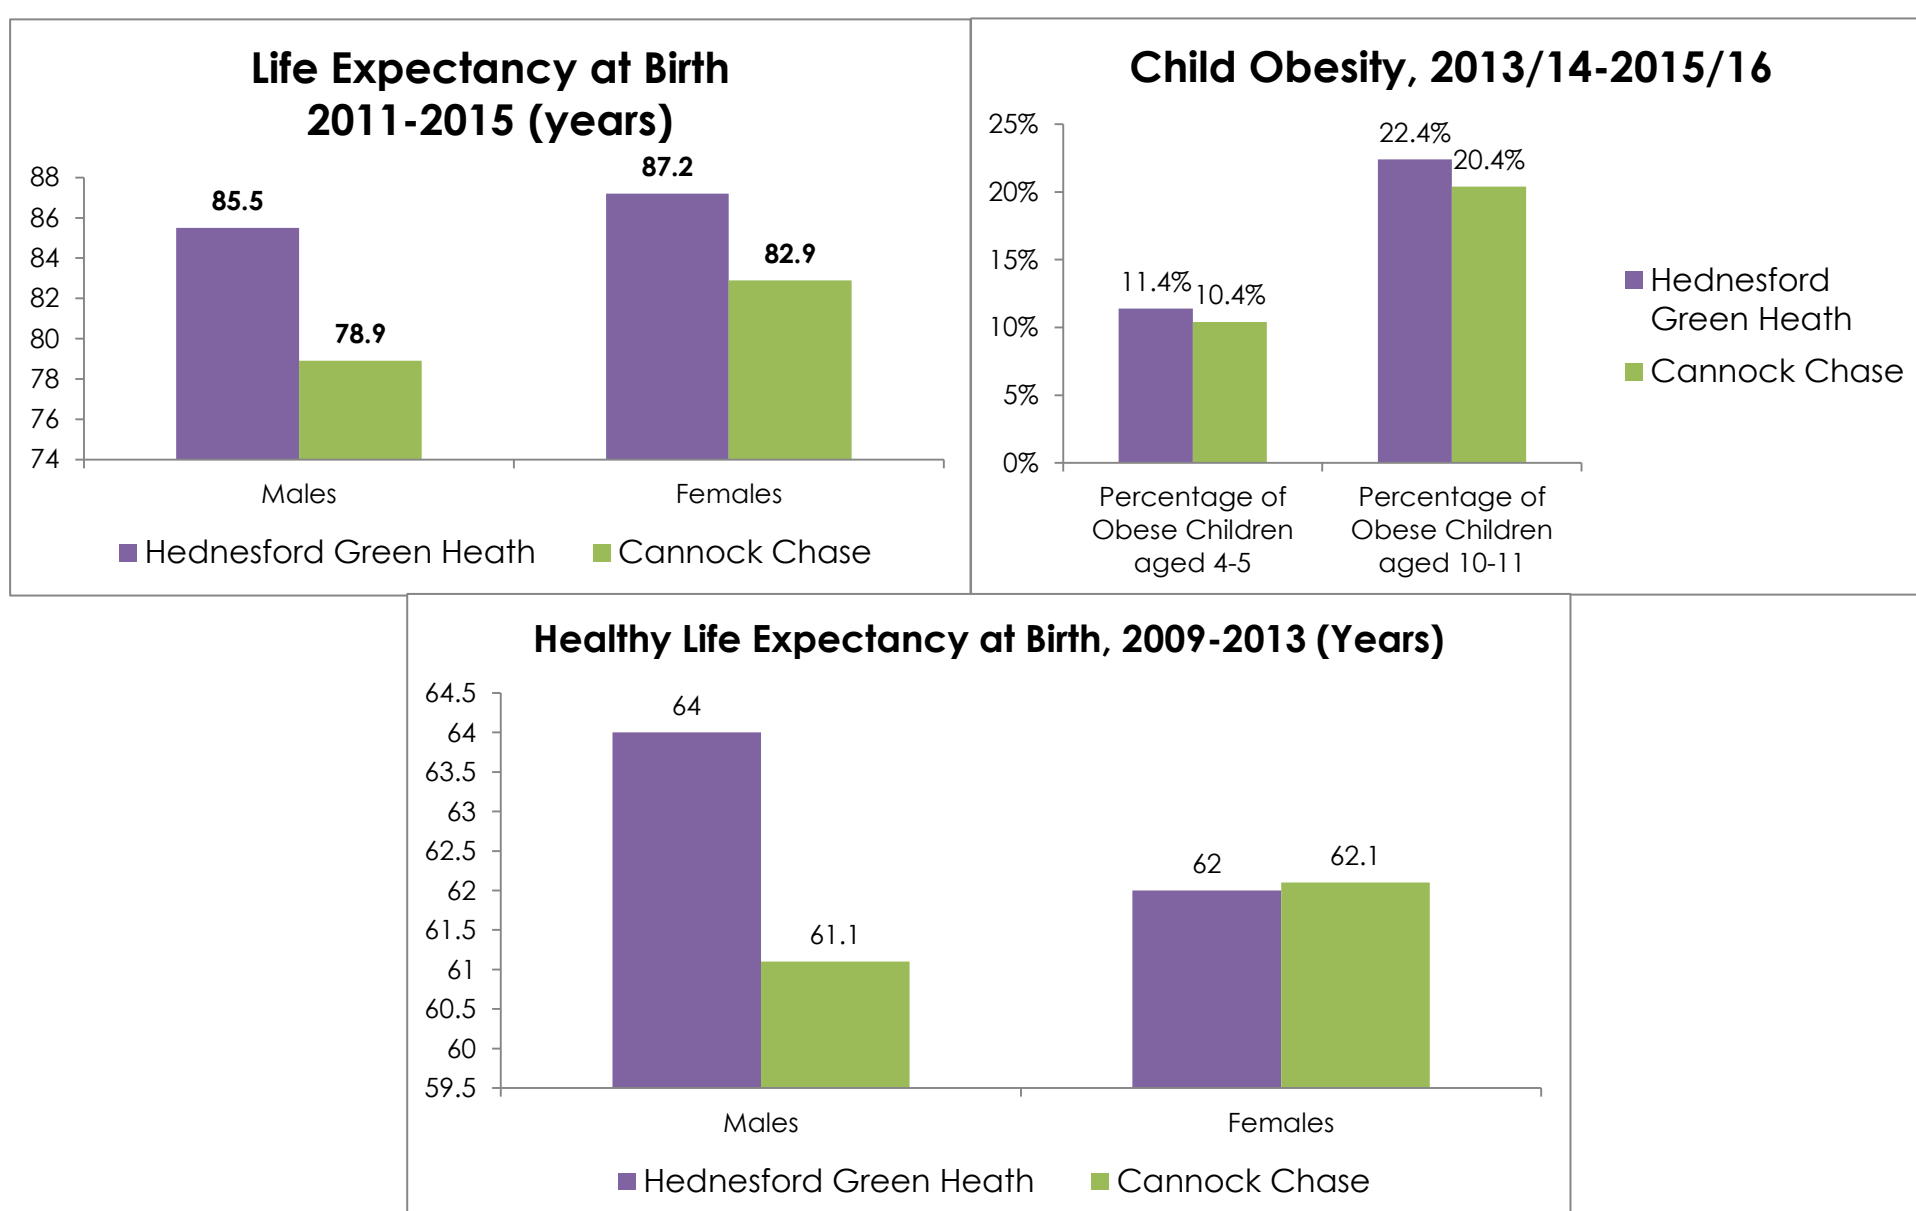 Life Expectancy at Birth
2011-2015 (years)
88
86
84
82
80
78
76
74
85.5
78.9
87.2
82.9
Males
Females
Hednesford Green Heath
Cannock Chase
Child Obesity, 2013/14-2015/16
25%
20%
15%
10%
5%
0%
11.4%
10.4%
22.4%
20.4%
Percentage of
Obese Children
aged 4-5
Percentage of
Obese Children
aged 10-11
Hednesford
Green Heath
Cannock Chase
Healthy Life Expectancy at Birth, 2009-2013 (Years)
64.5
64
63.5
63
62.5
62
61.5
61
60.5
60
59.5
64
61.1
62
62.1
Males
Females
Hednesford Green Heath
Cannock Chase